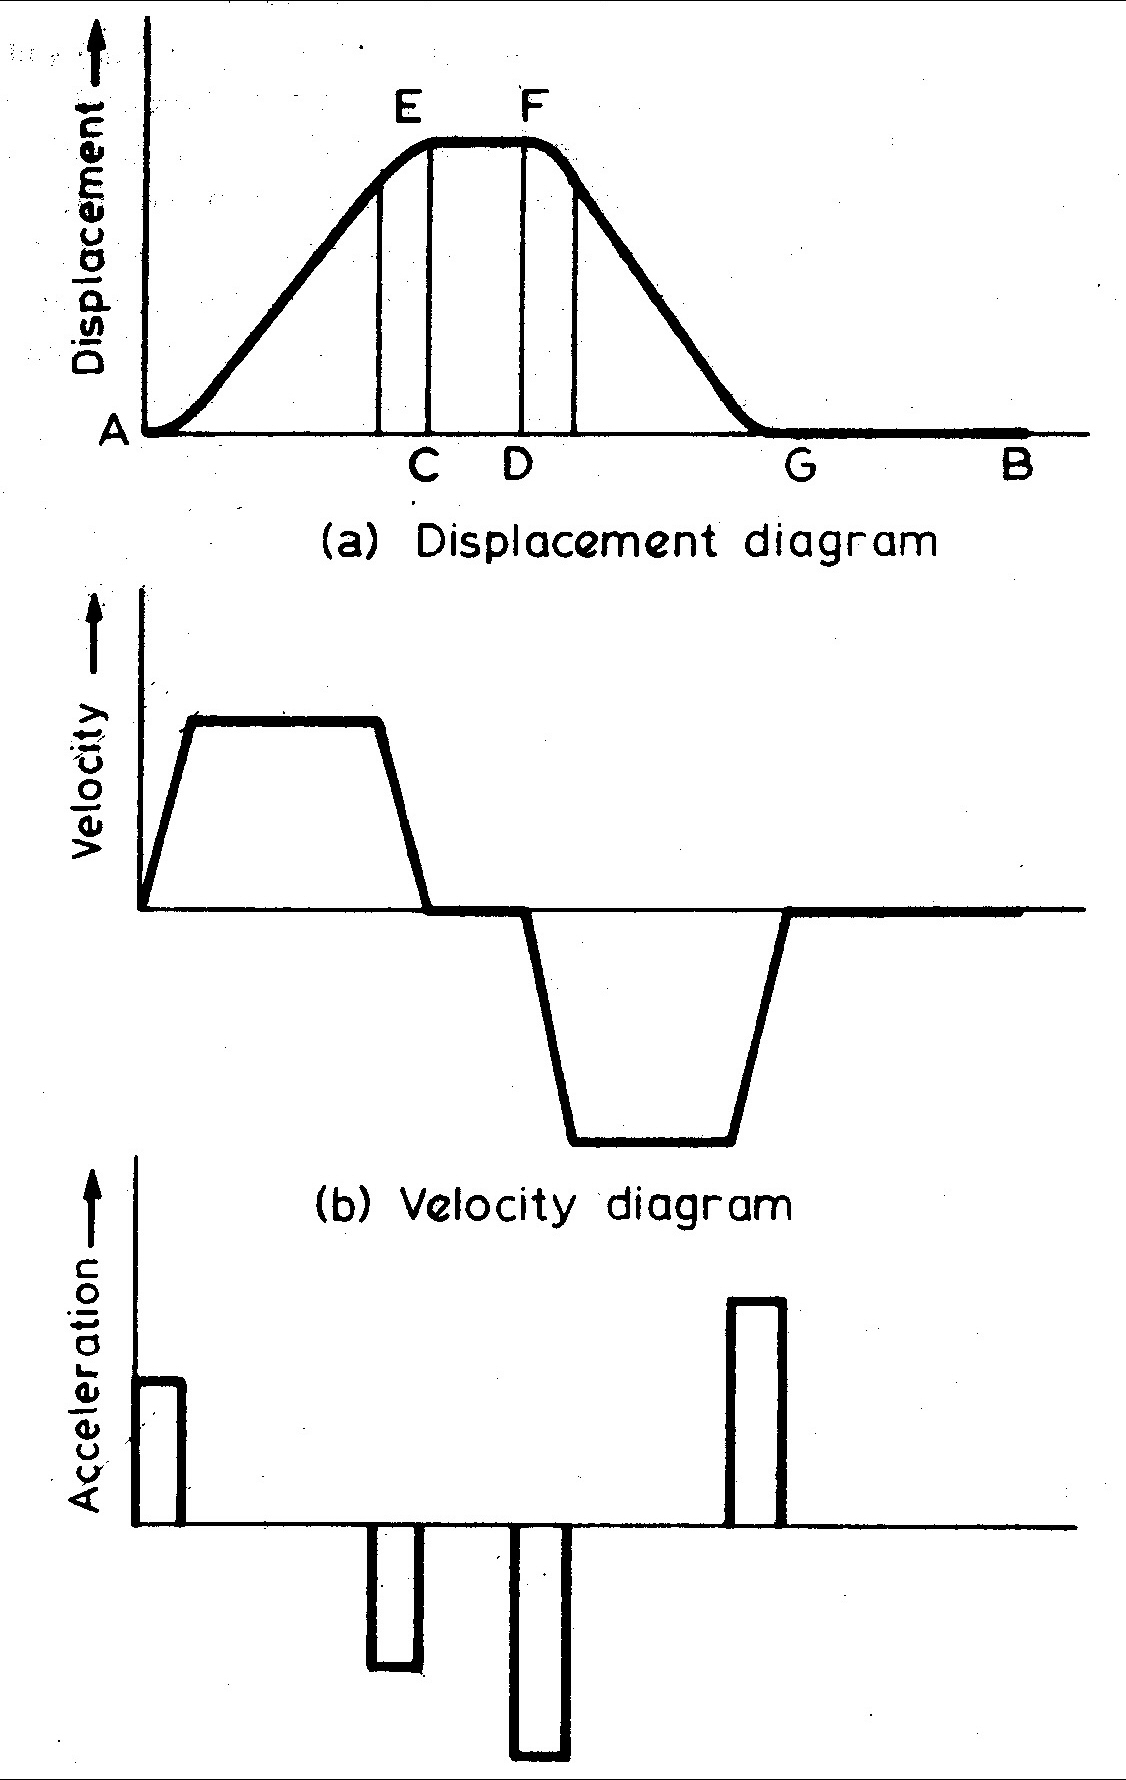 Displacement
E F
A
C D G B
(a) Displacement diagram
Velocity
(b) Velocity diagram
Acceleration